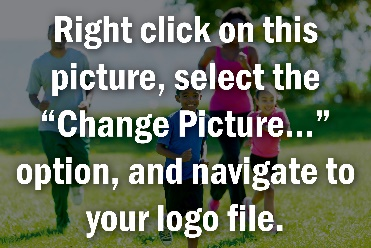 Right click on this
picture, select the
“Change Picture...”
option, and navigate to
your logo file.